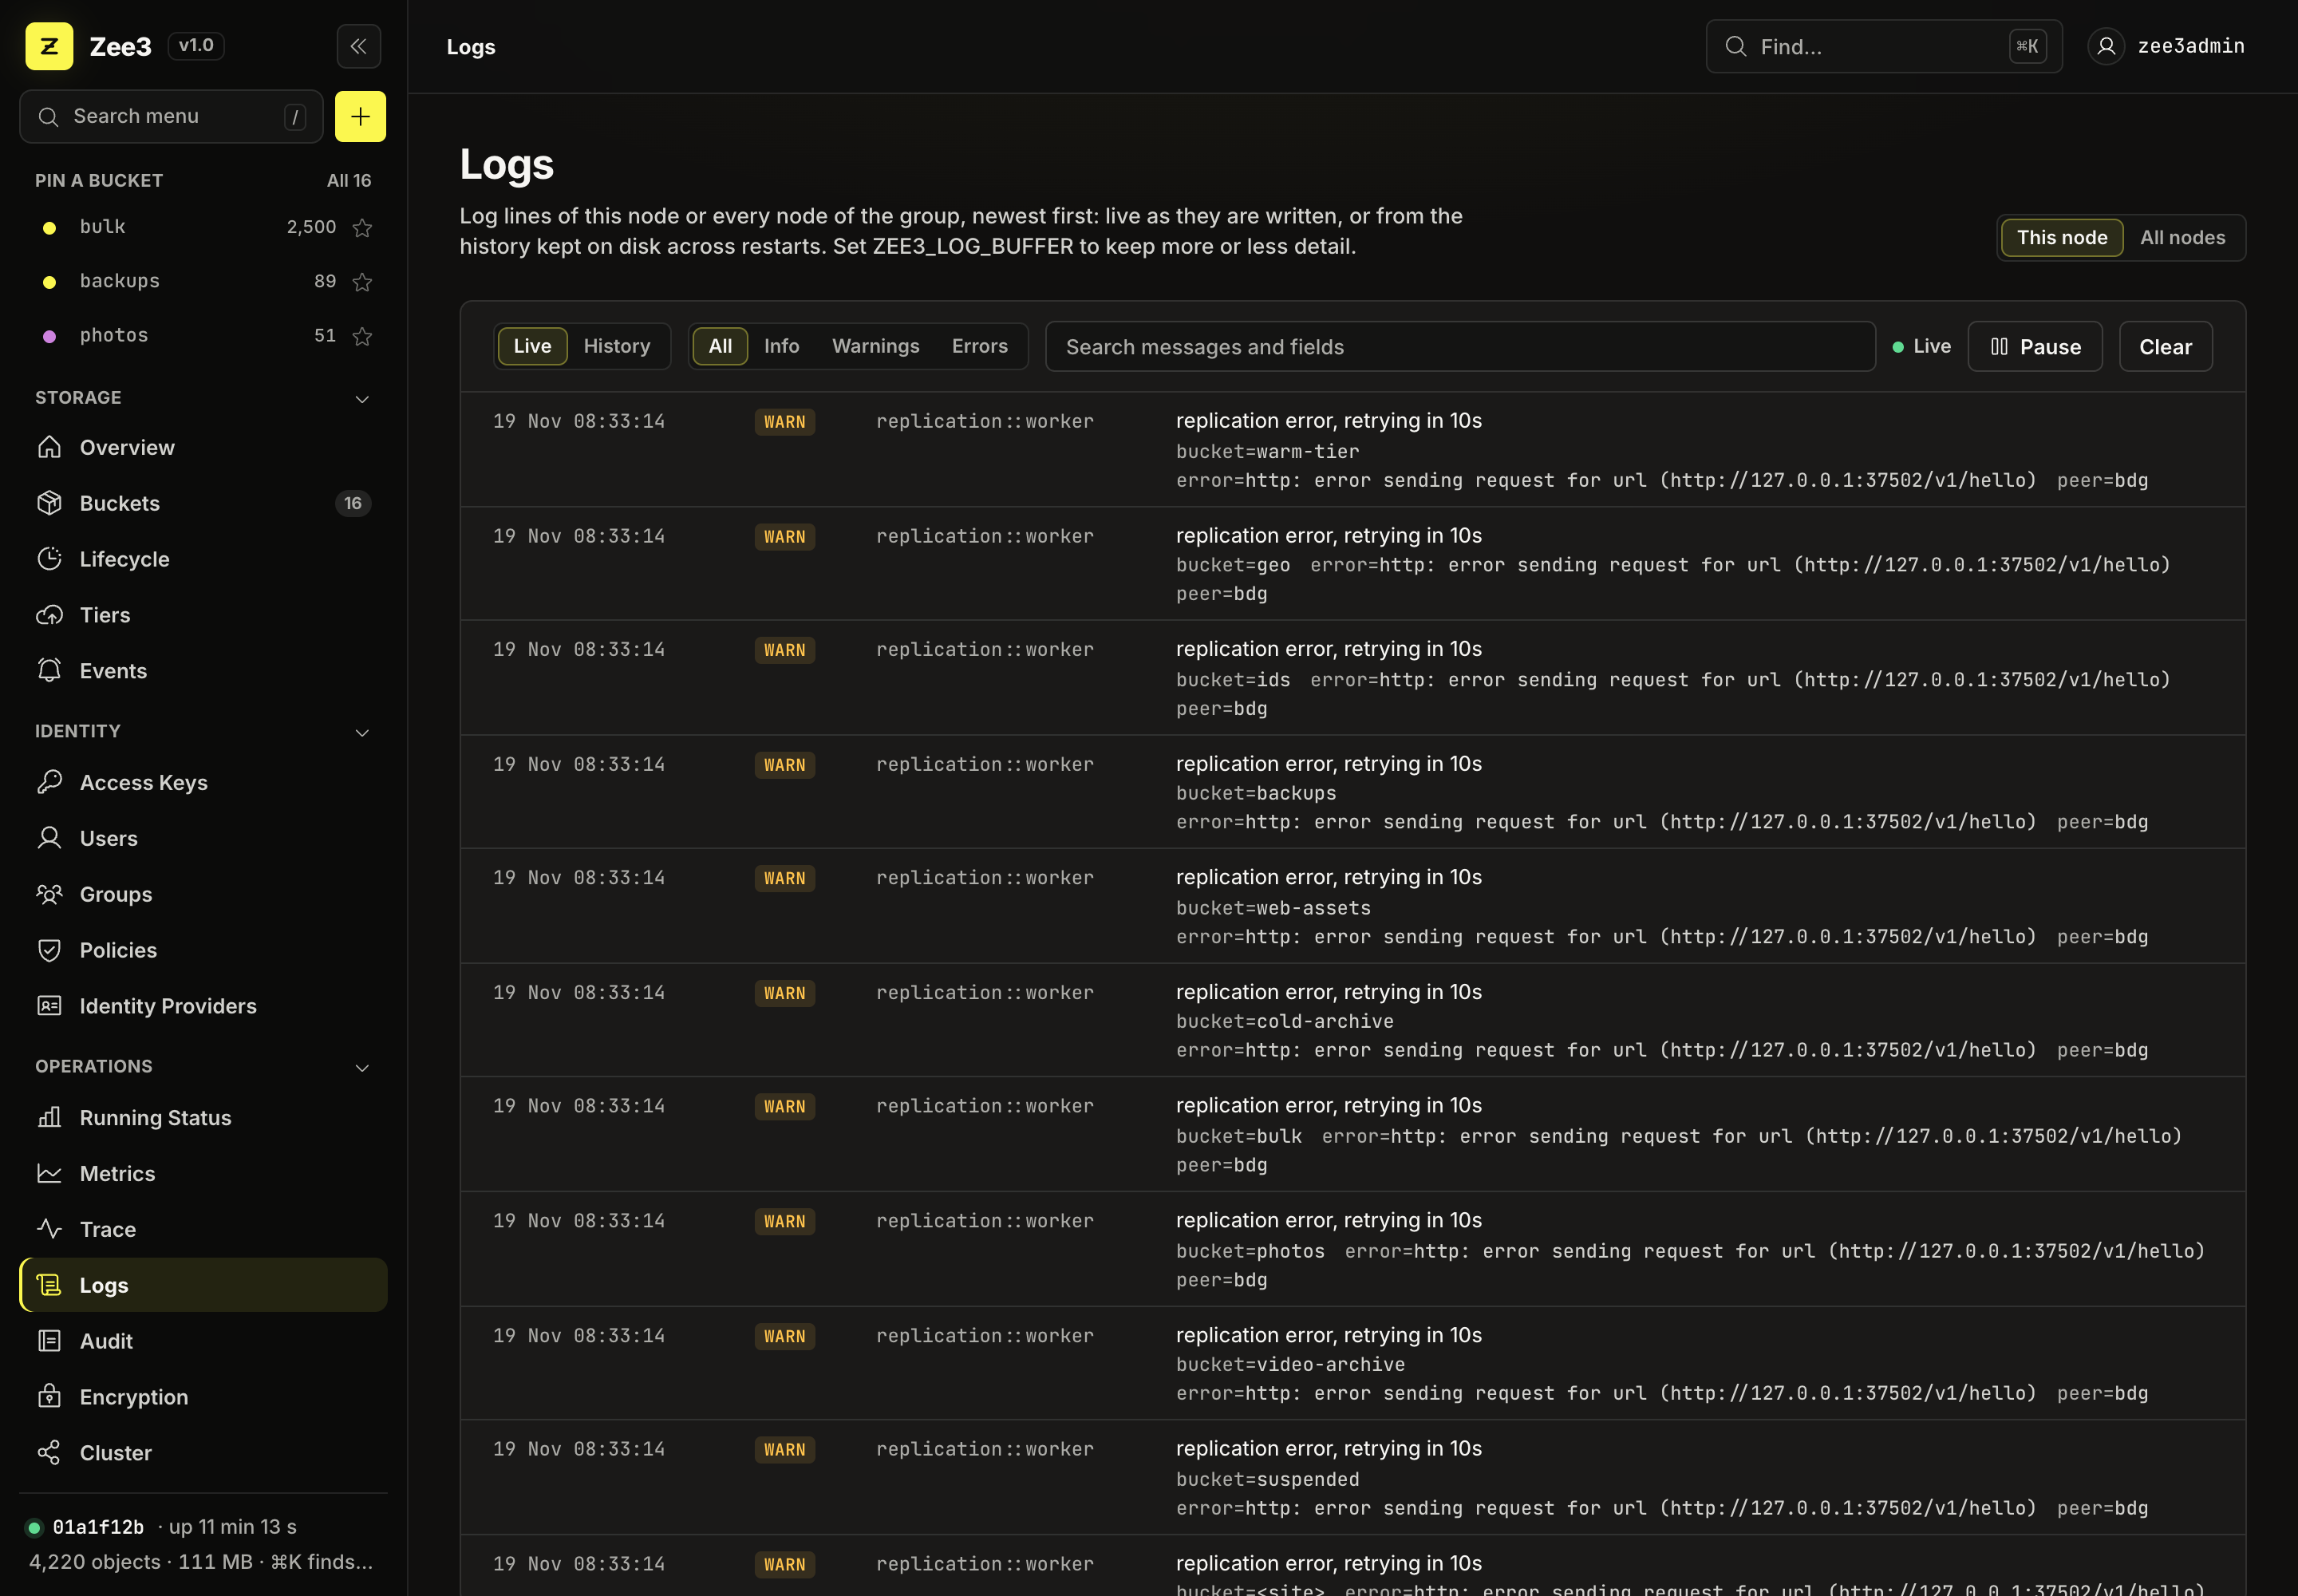 Zee3 v1.0
Search menu /
PIN A BUCKET All 16
bulk 2,500
backups 89
photos 51
STORAGE
Overview
Buckets 16
Lifecycle
Tiers
Events
IDENTITY
Access Keys
Users
Groups
Policies
Identity Providers
OPERATIONS
Running Status
Metrics
Trace
Logs
Audit
Encryption
Cluster
01a1f12b · up 11 min 13 s
4,220 objects · 111 MB · ⌘K finds...
Logs
Find... ⌘K zee3admin
Logs
Log lines of this node or every node of the group, newest first: live as they are written, or from the
history kept on disk across restarts. Set ZEE3_LOG_BUFFER to keep more or less detail.
This node All nodes
Live History All Info Warnings Errors Search messages and fields Live Pause Clear
19 Nov 08:33:14 WARN replication::worker replication error, retrying in 10s
bucket=warm-tier
error=http: error sending request for url (http://127.0.0.1:37502/v1/hello) peer=bdg
19 Nov 08:33:14 WARN replication::worker replication error, retrying in 10s
bucket=geo error=http: error sending request for url (http://127.0.0.1:37502/v1/hello)
peer=bdg
19 Nov 08:33:14 WARN replication::worker replication error, retrying in 10s
bucket=ids error=http: error sending request for url (http://127.0.0.1:37502/v1/hello)
peer=bdg
19 Nov 08:33:14 WARN replication::worker replication error, retrying in 10s
bucket=backups
error=http: error sending request for url (http://127.0.0.1:37502/v1/hello) peer=bdg
19 Nov 08:33:14 WARN replication::worker replication error, retrying in 10s
bucket=web-assets
error=http: error sending request for url (http://127.0.0.1:37502/v1/hello) peer=bdg
19 Nov 08:33:14 WARN replication::worker replication error, retrying in 10s
bucket=cold-archive
error=http: error sending request for url (http://127.0.0.1:37502/v1/hello) peer=bdg
19 Nov 08:33:14 WARN replication::worker replication error, retrying in 10s
bucket=bulk error=http: error sending request for url (http://127.0.0.1:37502/v1/hello)
peer=bdg
19 Nov 08:33:14 WARN replication::worker replication error, retrying in 10s
bucket=photos error=http: error sending request for url (http://127.0.0.1:37502/v1/hello)
peer=bdg
19 Nov 08:33:14 WARN replication::worker replication error, retrying in 10s
bucket=video-archive
error=http: error sending request for url (http://127.0.0.1:37502/v1/hello) peer=bdg
19 Nov 08:33:14 WARN replication::worker replication error, retrying in 10s
bucket=suspended
error=http: error sending request for url (http://127.0.0.1:37502/v1/hello) peer=bdg
19 Nov 08:33:14 WARN replication::worker replication error, retrying in 10s
bucket=<site> error=http: error sending request for url (http://127.0.0.1:37502/v1/hello)